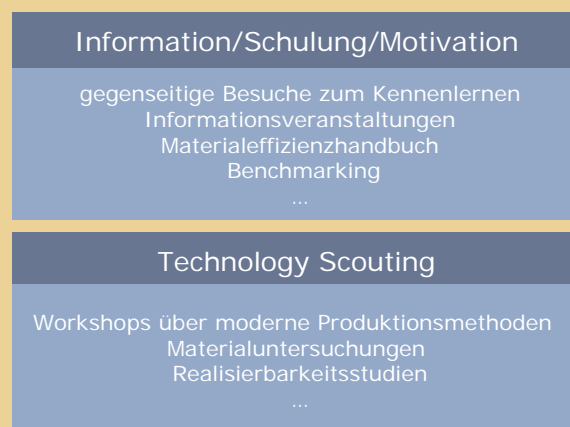 Information/Schulung/Motivation
gegenseitige Besuche zum Kennenlernen
Informationsveranstaltungen
Materialeffizienzhandbuch
Benchmarking
...
Technology Scouting
Workshops über moderne Produktionsmethoden
Materialuntersuchungen
Realisierbarkeitsstudien
...